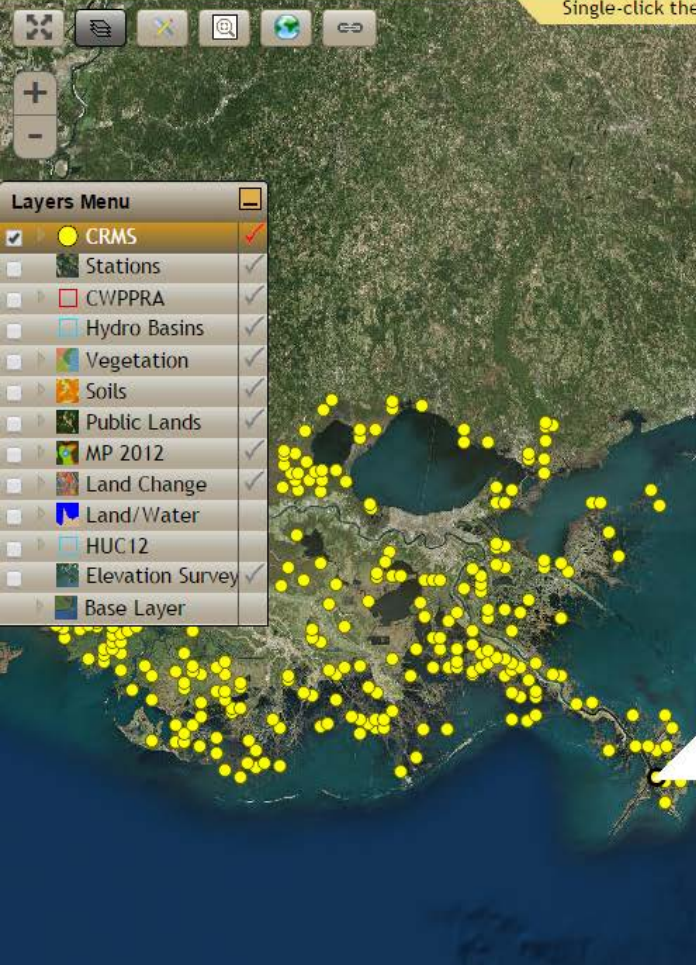 Single-click the
Layers Menu
CRMS
Stations
CWPPRA
Hydro Basins
Vegetation
Soils
Public Lands
MP 2012
Land Change
Land/Water
HUC12
Elevation Survey
Base Layer